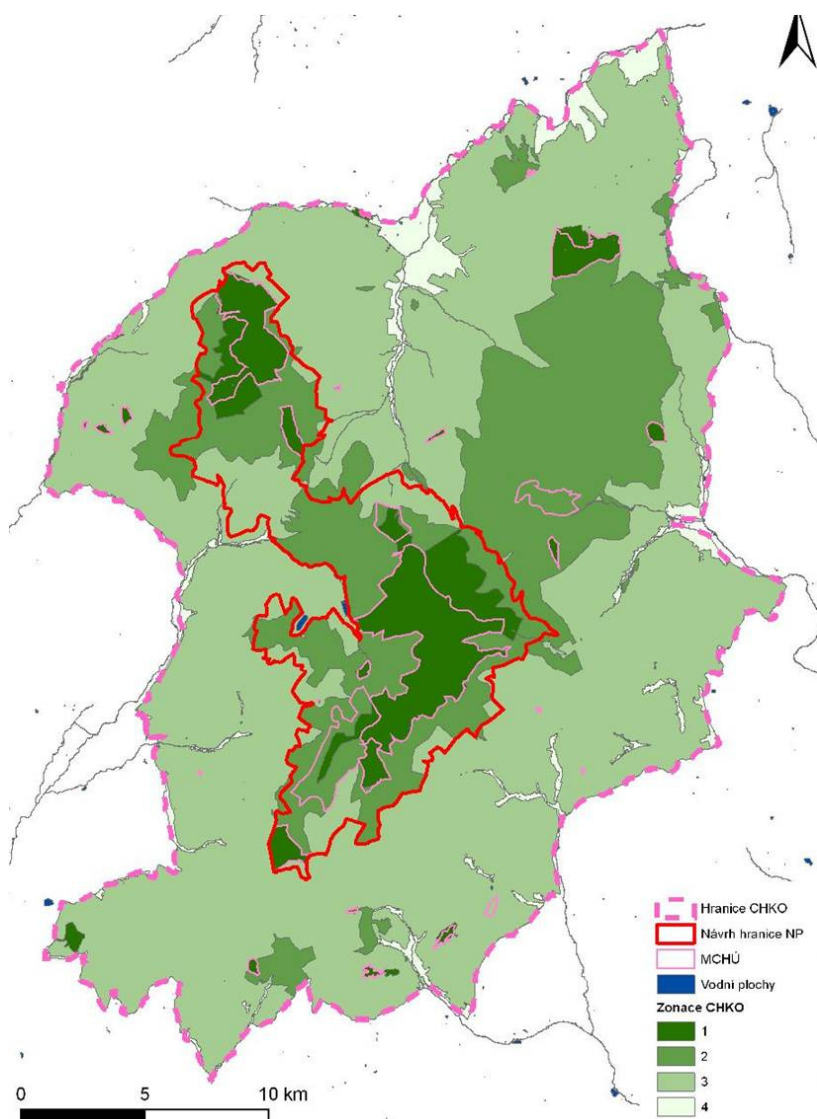 Hranice CHKO
Návrh hranice NP
MCHÚ
Vodní plochy
Zonace CHKO
1
2
3
4
0 5 10 km